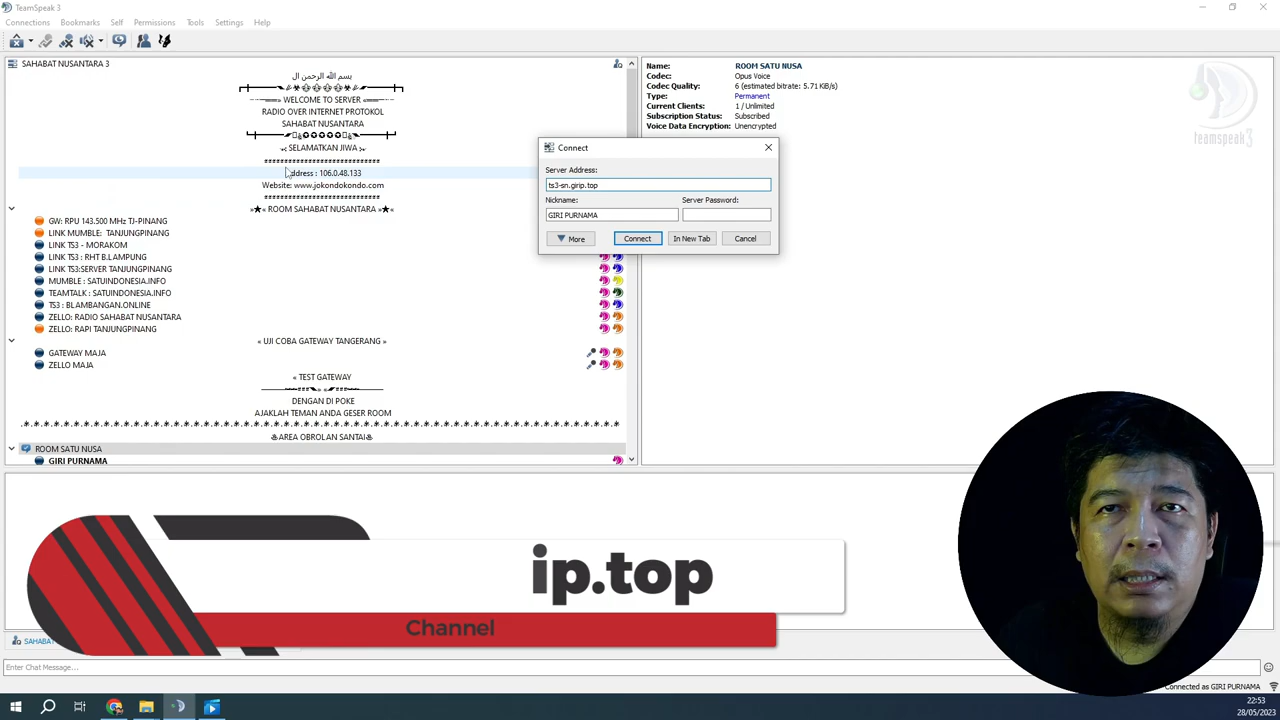 TeamSpeak 3
Connections Bookmarks Self Permissions Tools Settings Help
SAHABAT NUSANTARA 3
بسم الله الرحمن ال
WELCOME TO SERVER
RADIO OVER INTERNET PROTOKOL
SAHABAT NUSANTARA
SELAMATKAN JIWA
ddress : 106.0.48.133
Website: www.jokondokondo.com
»★« ROOM SAHABAT NUSANTARA »★«
GW: RPU 143.500 MHz TJ-PINANG
LINK MUMBLE: TANJUNGPINANG
LINK TS3 - MORAKOM
LINK TS3 : RHT B.LAMPUNG
LINK TS3:SERVER TANJUNGPINANG
MUMBLE : SATUINDONESIA.INFO
TEAMTALK : SATUINDONESIA.INFO
TS3 : BLAMBANGAN.ONLINE
ZELLO: RADIO SAHABAT NUSANTARA
ZELLO: RAPI TANJUNGPINANG
« UJI COBA GATEWAY TANGERANG »
GATEWAY MAJA
ZELLO MAJA
« TEST GATEWAY
DENGAN DI POKE
AJAKLAH TEMAN ANDA GESER ROOM
AREA OBROLAN SANTAI
ROOM SATU NUSA
GIRI PURNAMA
Name: ROOM SATU NUSA
Codec: Opus Voice
Codec Quality: 6 (estimated bitrate: 5.71 KiB/s)
Type: Permanent
Current Clients: 1 / Unlimited
Subscription Status: Subscribed
Voice Data Encryption: Unencrypted
teamspeak3
Connect
Server Address:
ts3-sn.girip.top
Nickname: Server Password:
GIRI PURNAMA
More Connect In New Tab Cancel
ip.top
Channel
SAHABAT
Enter Chat Message...
Connected as GIRI PURNAMA
22:53
28/05/2023